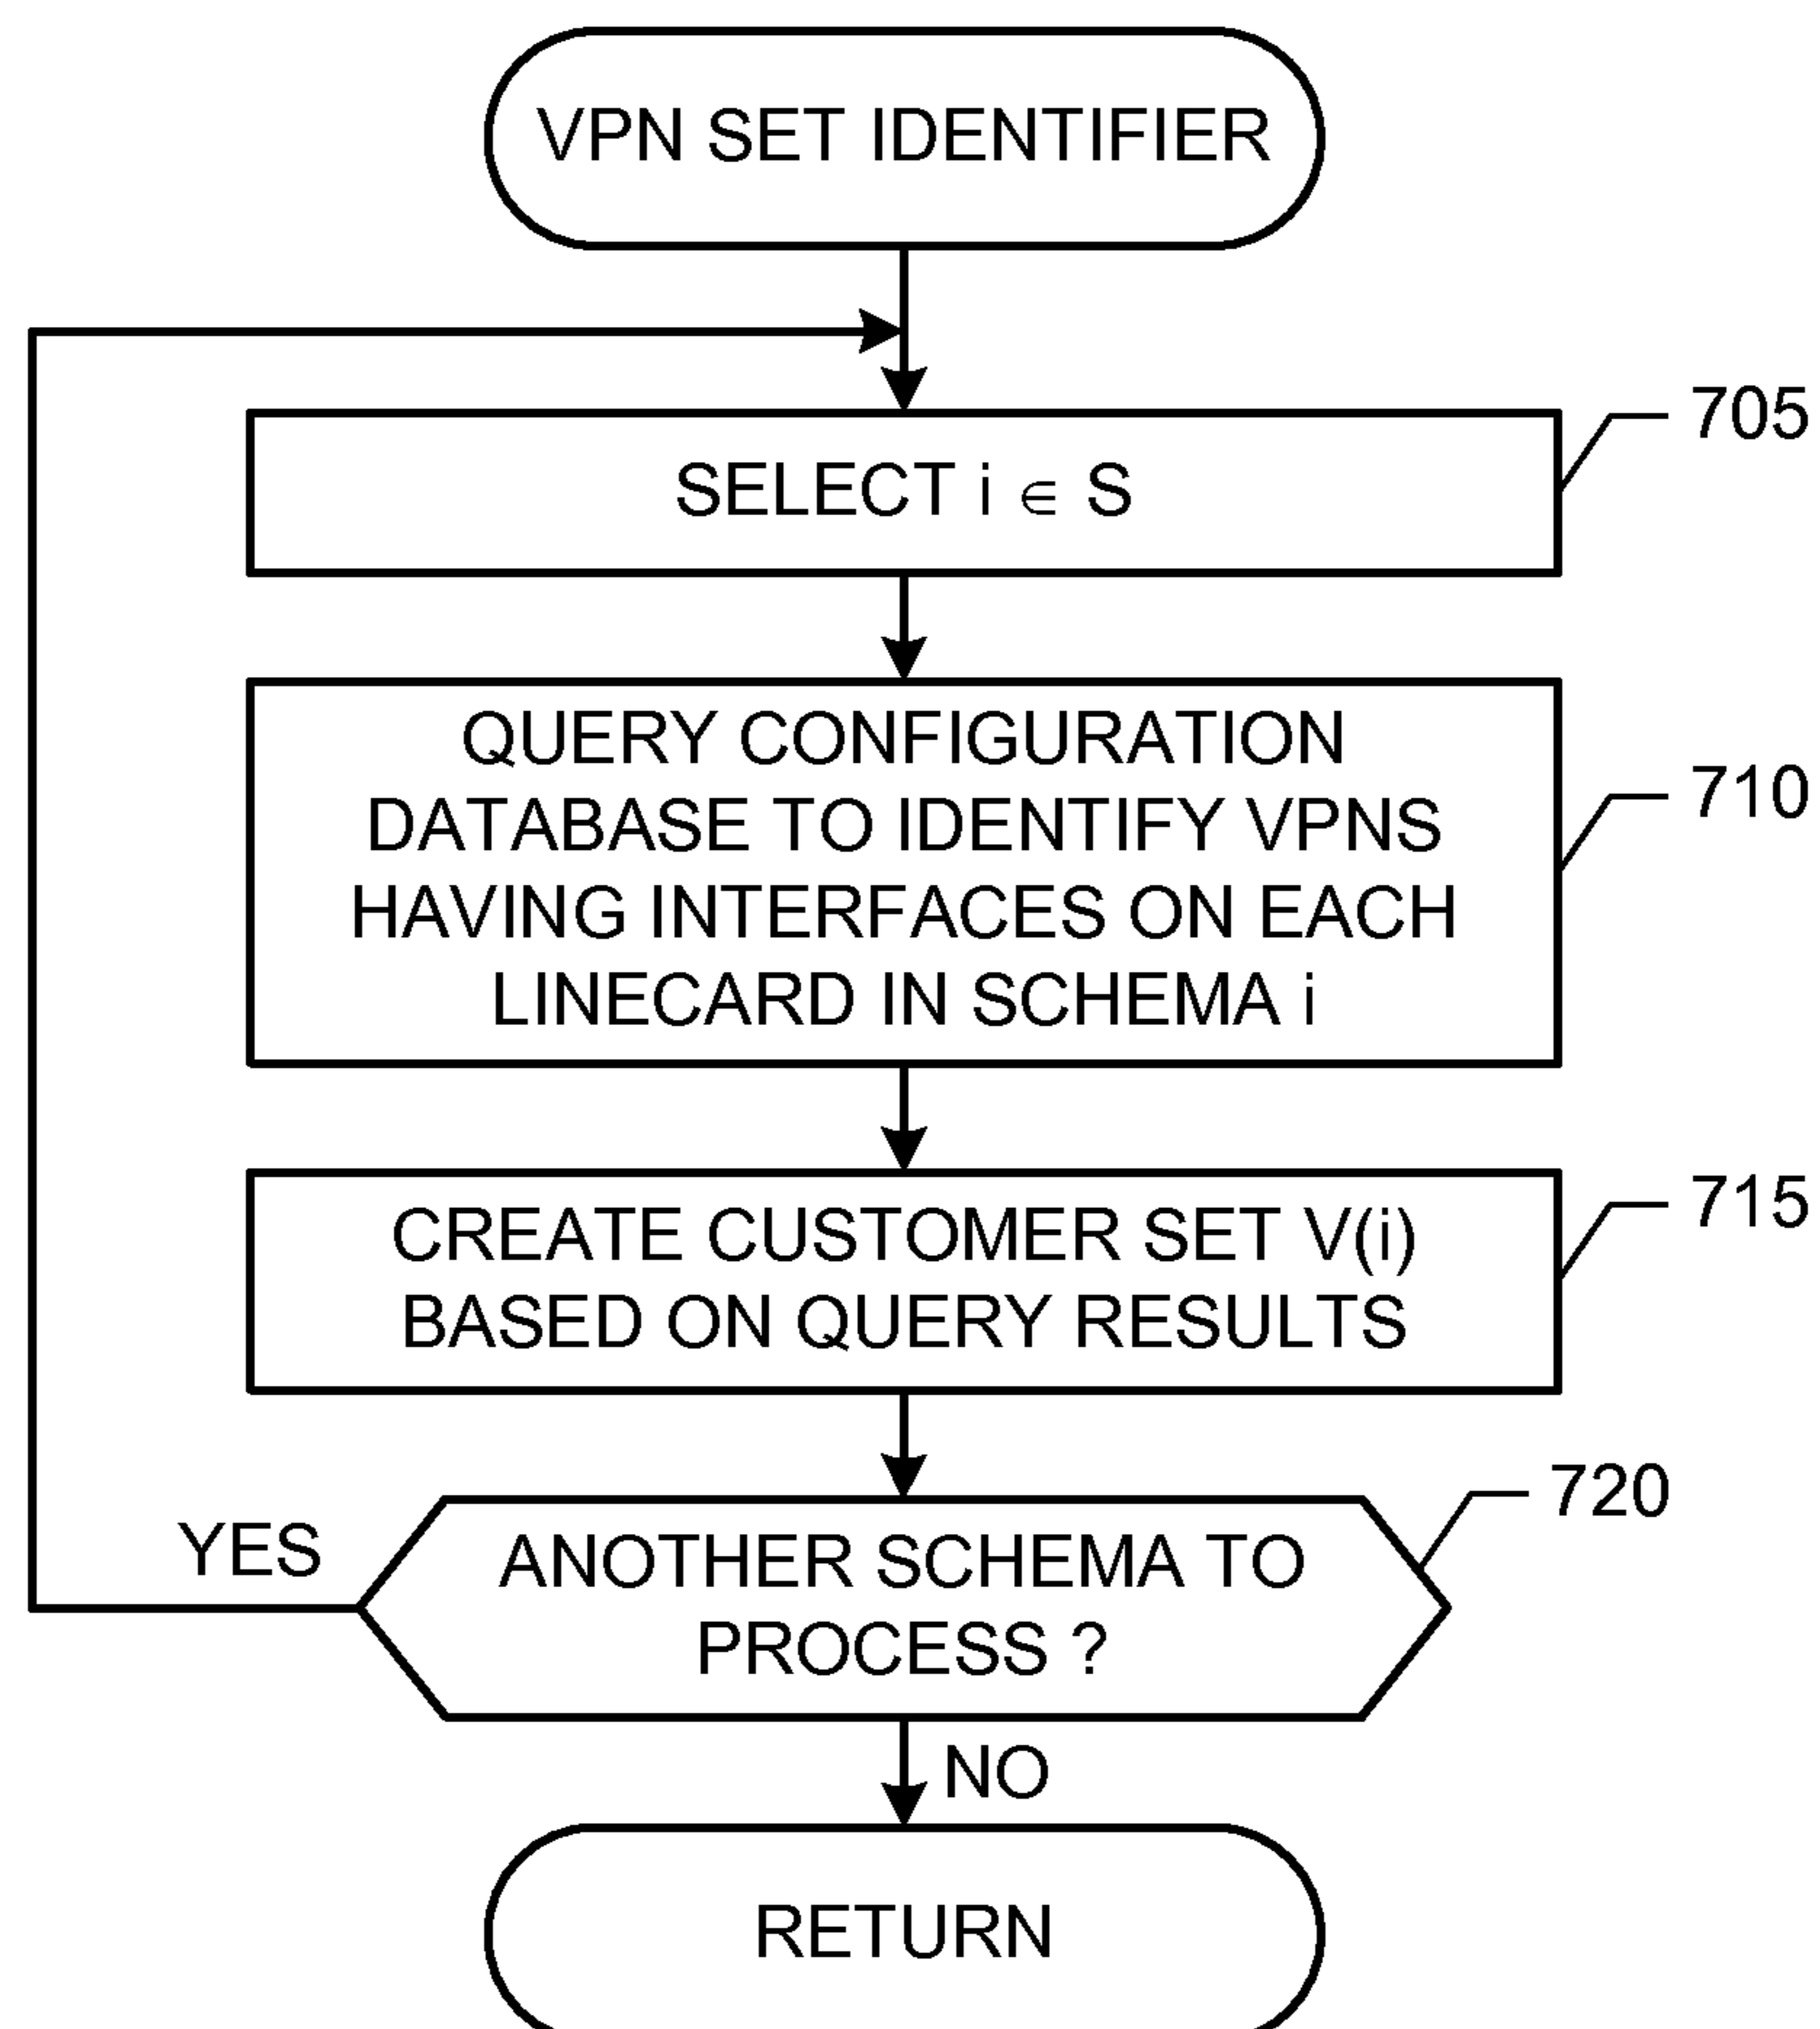 VPN SET IDENTIFIER
705
SELECT i ∈ S
710
QUERY CONFIGURATION
DATABASE TO IDENTIFY VPNS
HAVING INTERFACES ON EACH
LINECARD IN SCHEMA i
715
CREATE CUSTOMER SET V(i)
BASED ON QUERY RESULTS
720
YES
ANOTHER SCHEMA TO
PROCESS ?
NO
RETURN